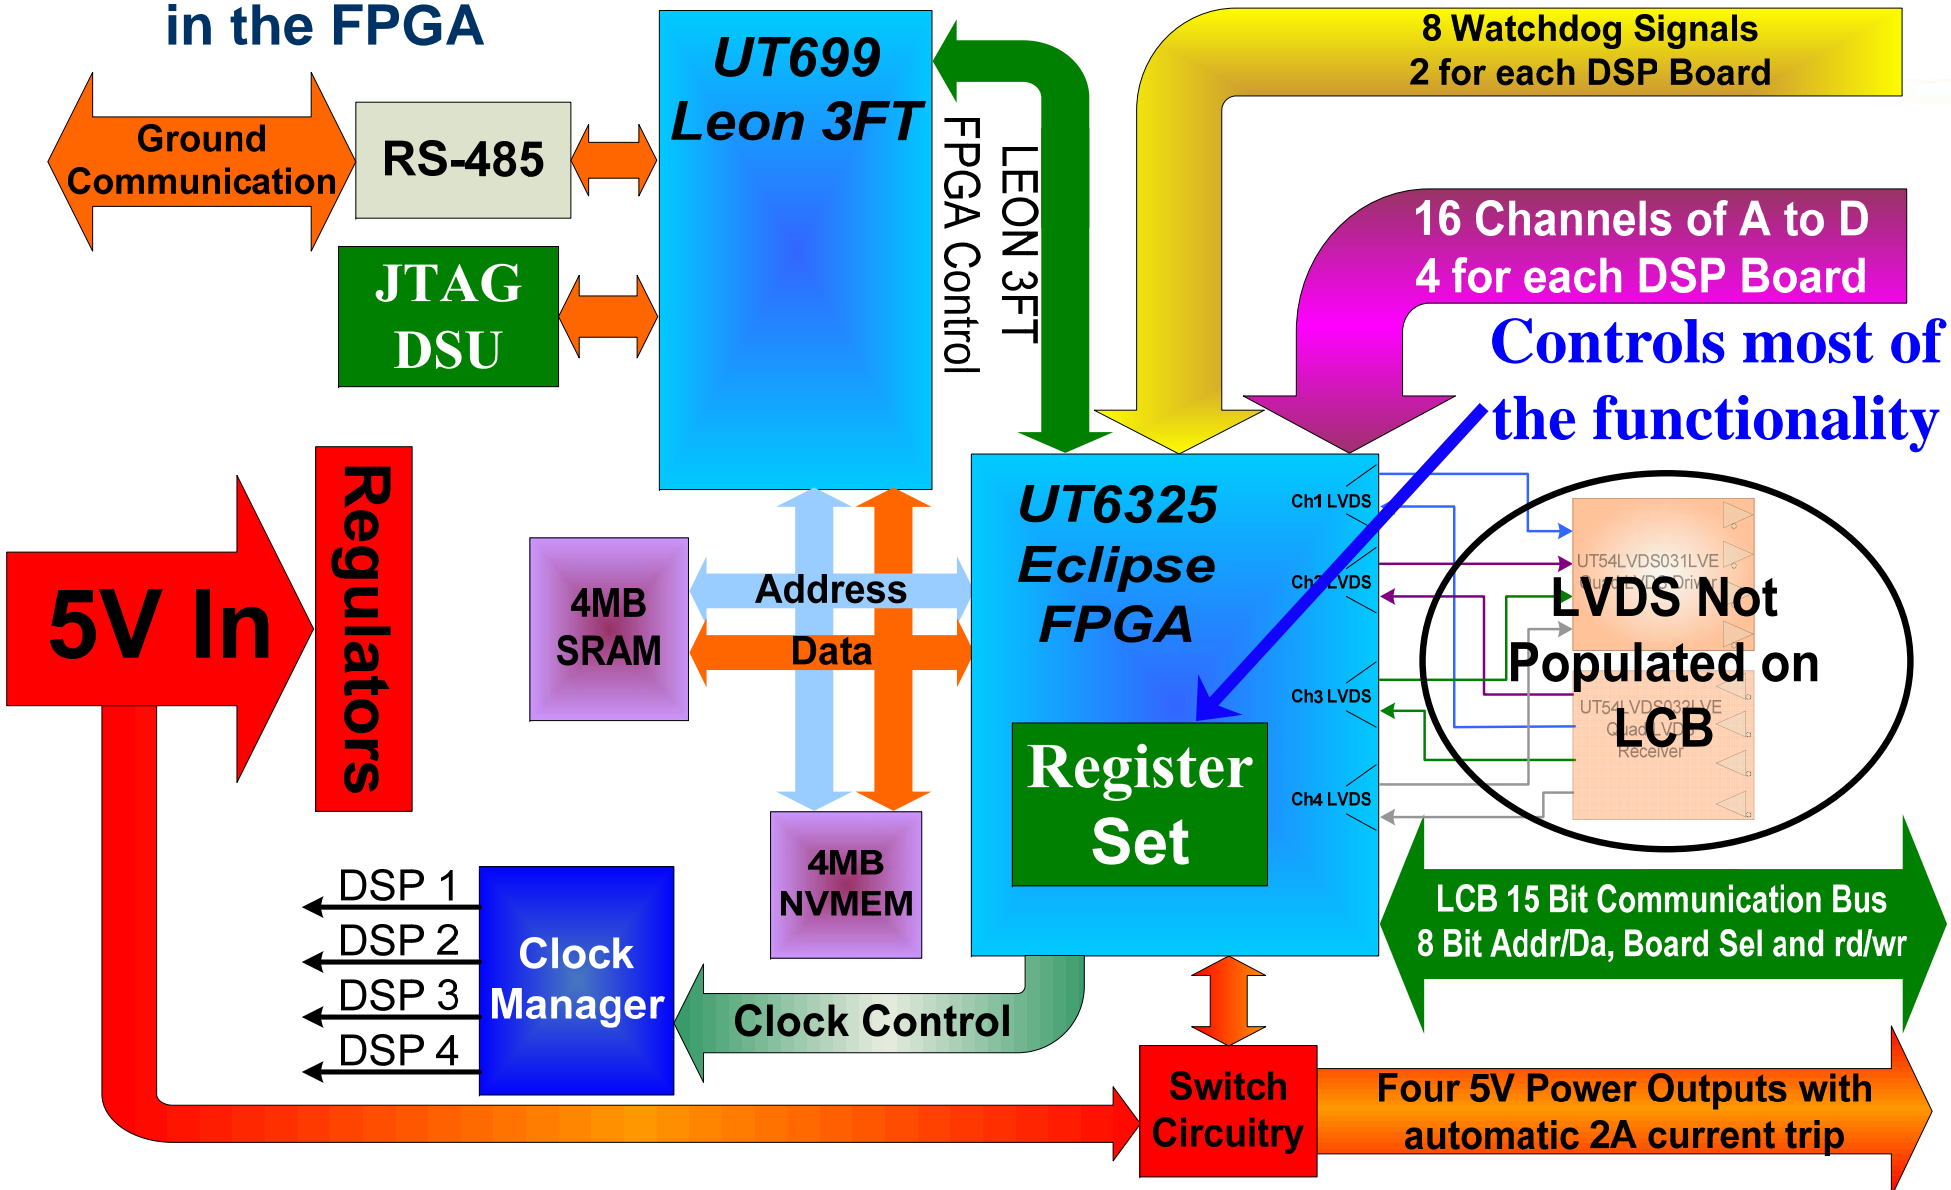 in the FPGA
8 Watchdog Signals
2 for each DSP Board
UT699
Leon 3FT
Ground
Communication
RS-485
LEON 3FT
FPGA Control
16 Channels of A to D
4 for each DSP Board
JTAG
DSU
Controls most of
the functionality
Regulators
5V In
UT6325
Eclipse
FPGA
Ch1 LVDS
Ch2 LVDS
Ch3 LVDS
Ch4 LVDS
UT54LVDS031LVE
Quad LVDS Driver
LVDS Not
Populated on
LCB
UT54LVDS032LVE
Quad LVDS
Receiver
Address
Data
4MB
SRAM
Register
Set
4MB
NVMEM
DSP 1
DSP 2
DSP 3
DSP 4
Clock
Manager
Clock Control
LCB 15 Bit Communication Bus
8 Bit Addr/Da, Board Sel and rd/wr
Switch
Circuitry
Four 5V Power Outputs with
automatic 2A current trip